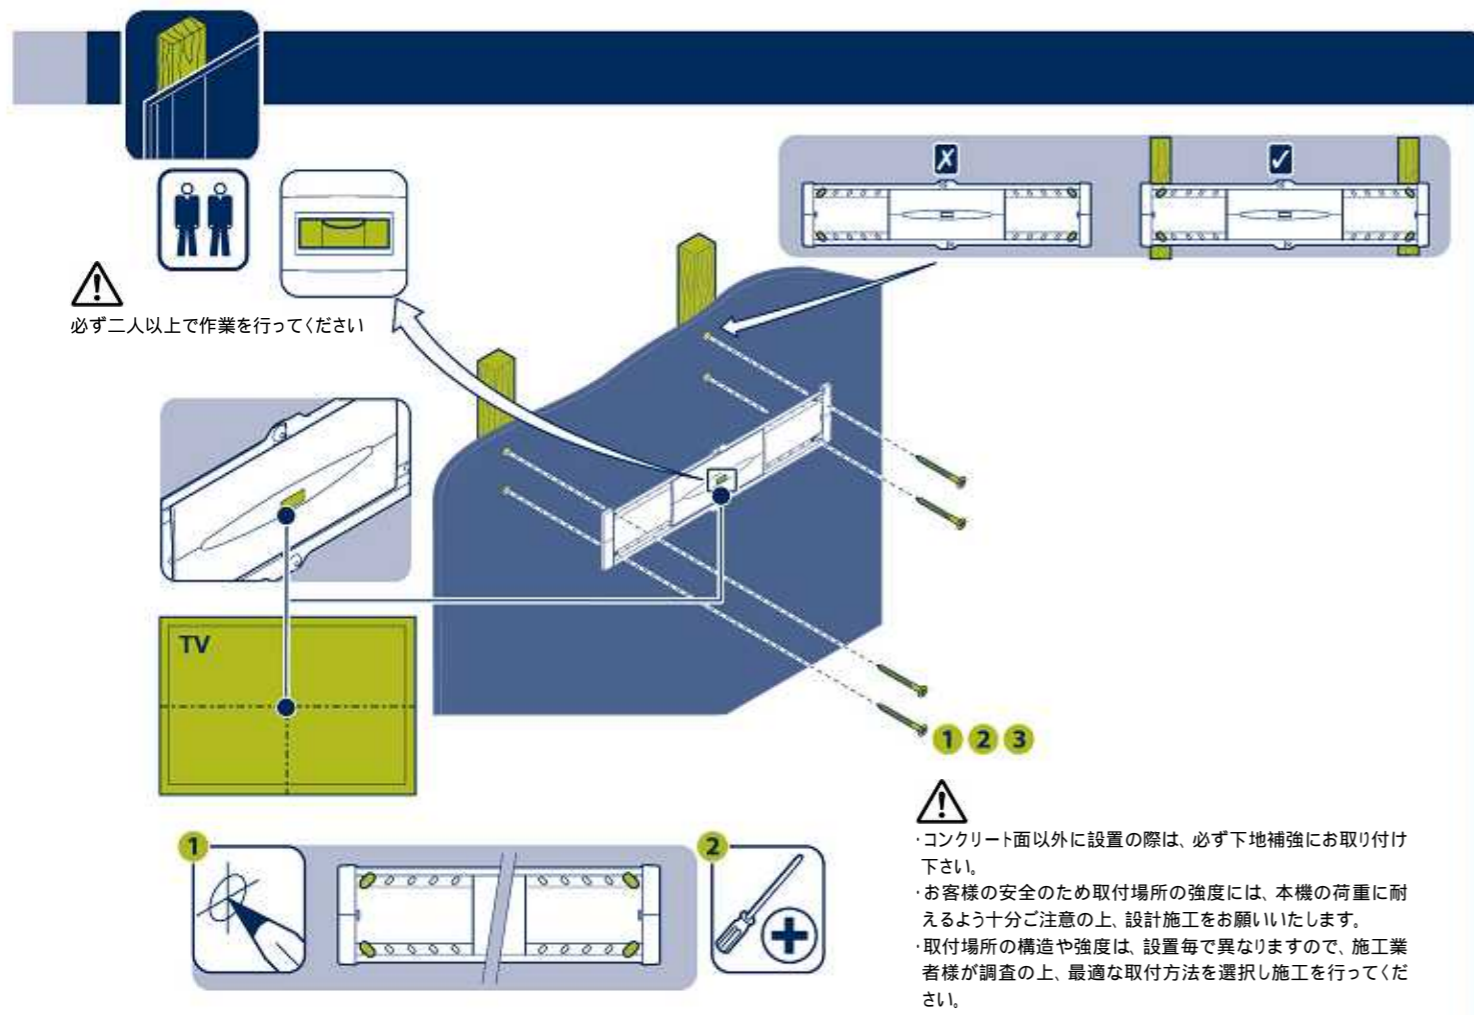 必ず二人以上で作業を行ってください
TV
1 2 3
1
2
・コンクリート面以外に設置の際は、必ず下地補強にお取り付け
下さい。
・お客様の安全のため取付場所の強度には、本機の荷重に耐
えるよう十分ご注意の上、設計施工をお願いいたします。
・取付場所の構造や強度は、設置毎で異なりますので、施工業
者様が調査の上、最適な取付方法を選択し施工を行ってくだ
さい。